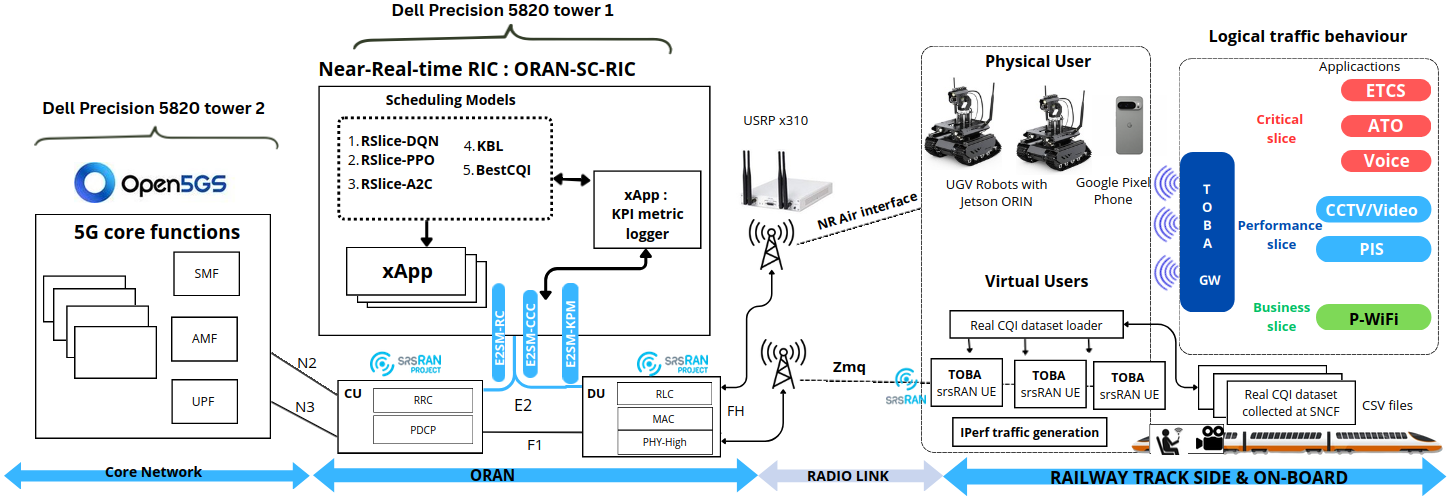 Dell Precision 5820 tower 1
Near-Real-time RIC : ORAN-SC-RIC
Dell Precision 5820 tower 2
Open5GS
5G core functions
SMF
AMF
UPF
N2
N3
Scheduling Models
1. RSlice-DQN
2. RSlice-PPO
3. RSlice-A2C
4. KBL
5. BestCQI
xApp :
KPI metric
logger
xApp
E2SM-RC
E2SM-CCC
E2SM-KPM
srsRAN
PROJECT
srsRAN
PROJECT
CU
RRC
PDCP
E2
F1
DU
RLC
MAC
PHY-High
FH
USRP x310
NR Air interface
Zmq
srsRAN
Physical User
UGV Robots with
Jetson ORIN
Google Pixel
Phone
Virtual Users
Real CQI dataset loader
TOBA
srsRAN UE
TOBA
srsRAN UE
TOBA
srsRAN UE
IPerf traffic generation
Logical traffic behaviour
Applicactions
Critical
slice
ETCS
ATO
Voice
T
O
B
A
GW
Performance
slice
CCTV/Video
PIS
Business
slice
P-WiFi
Real CQI dataset
collected at SNCF
CSV files
Core Network
ORAN
RADIO LINK
RAILWAY TRACK SIDE & ON-BOARD